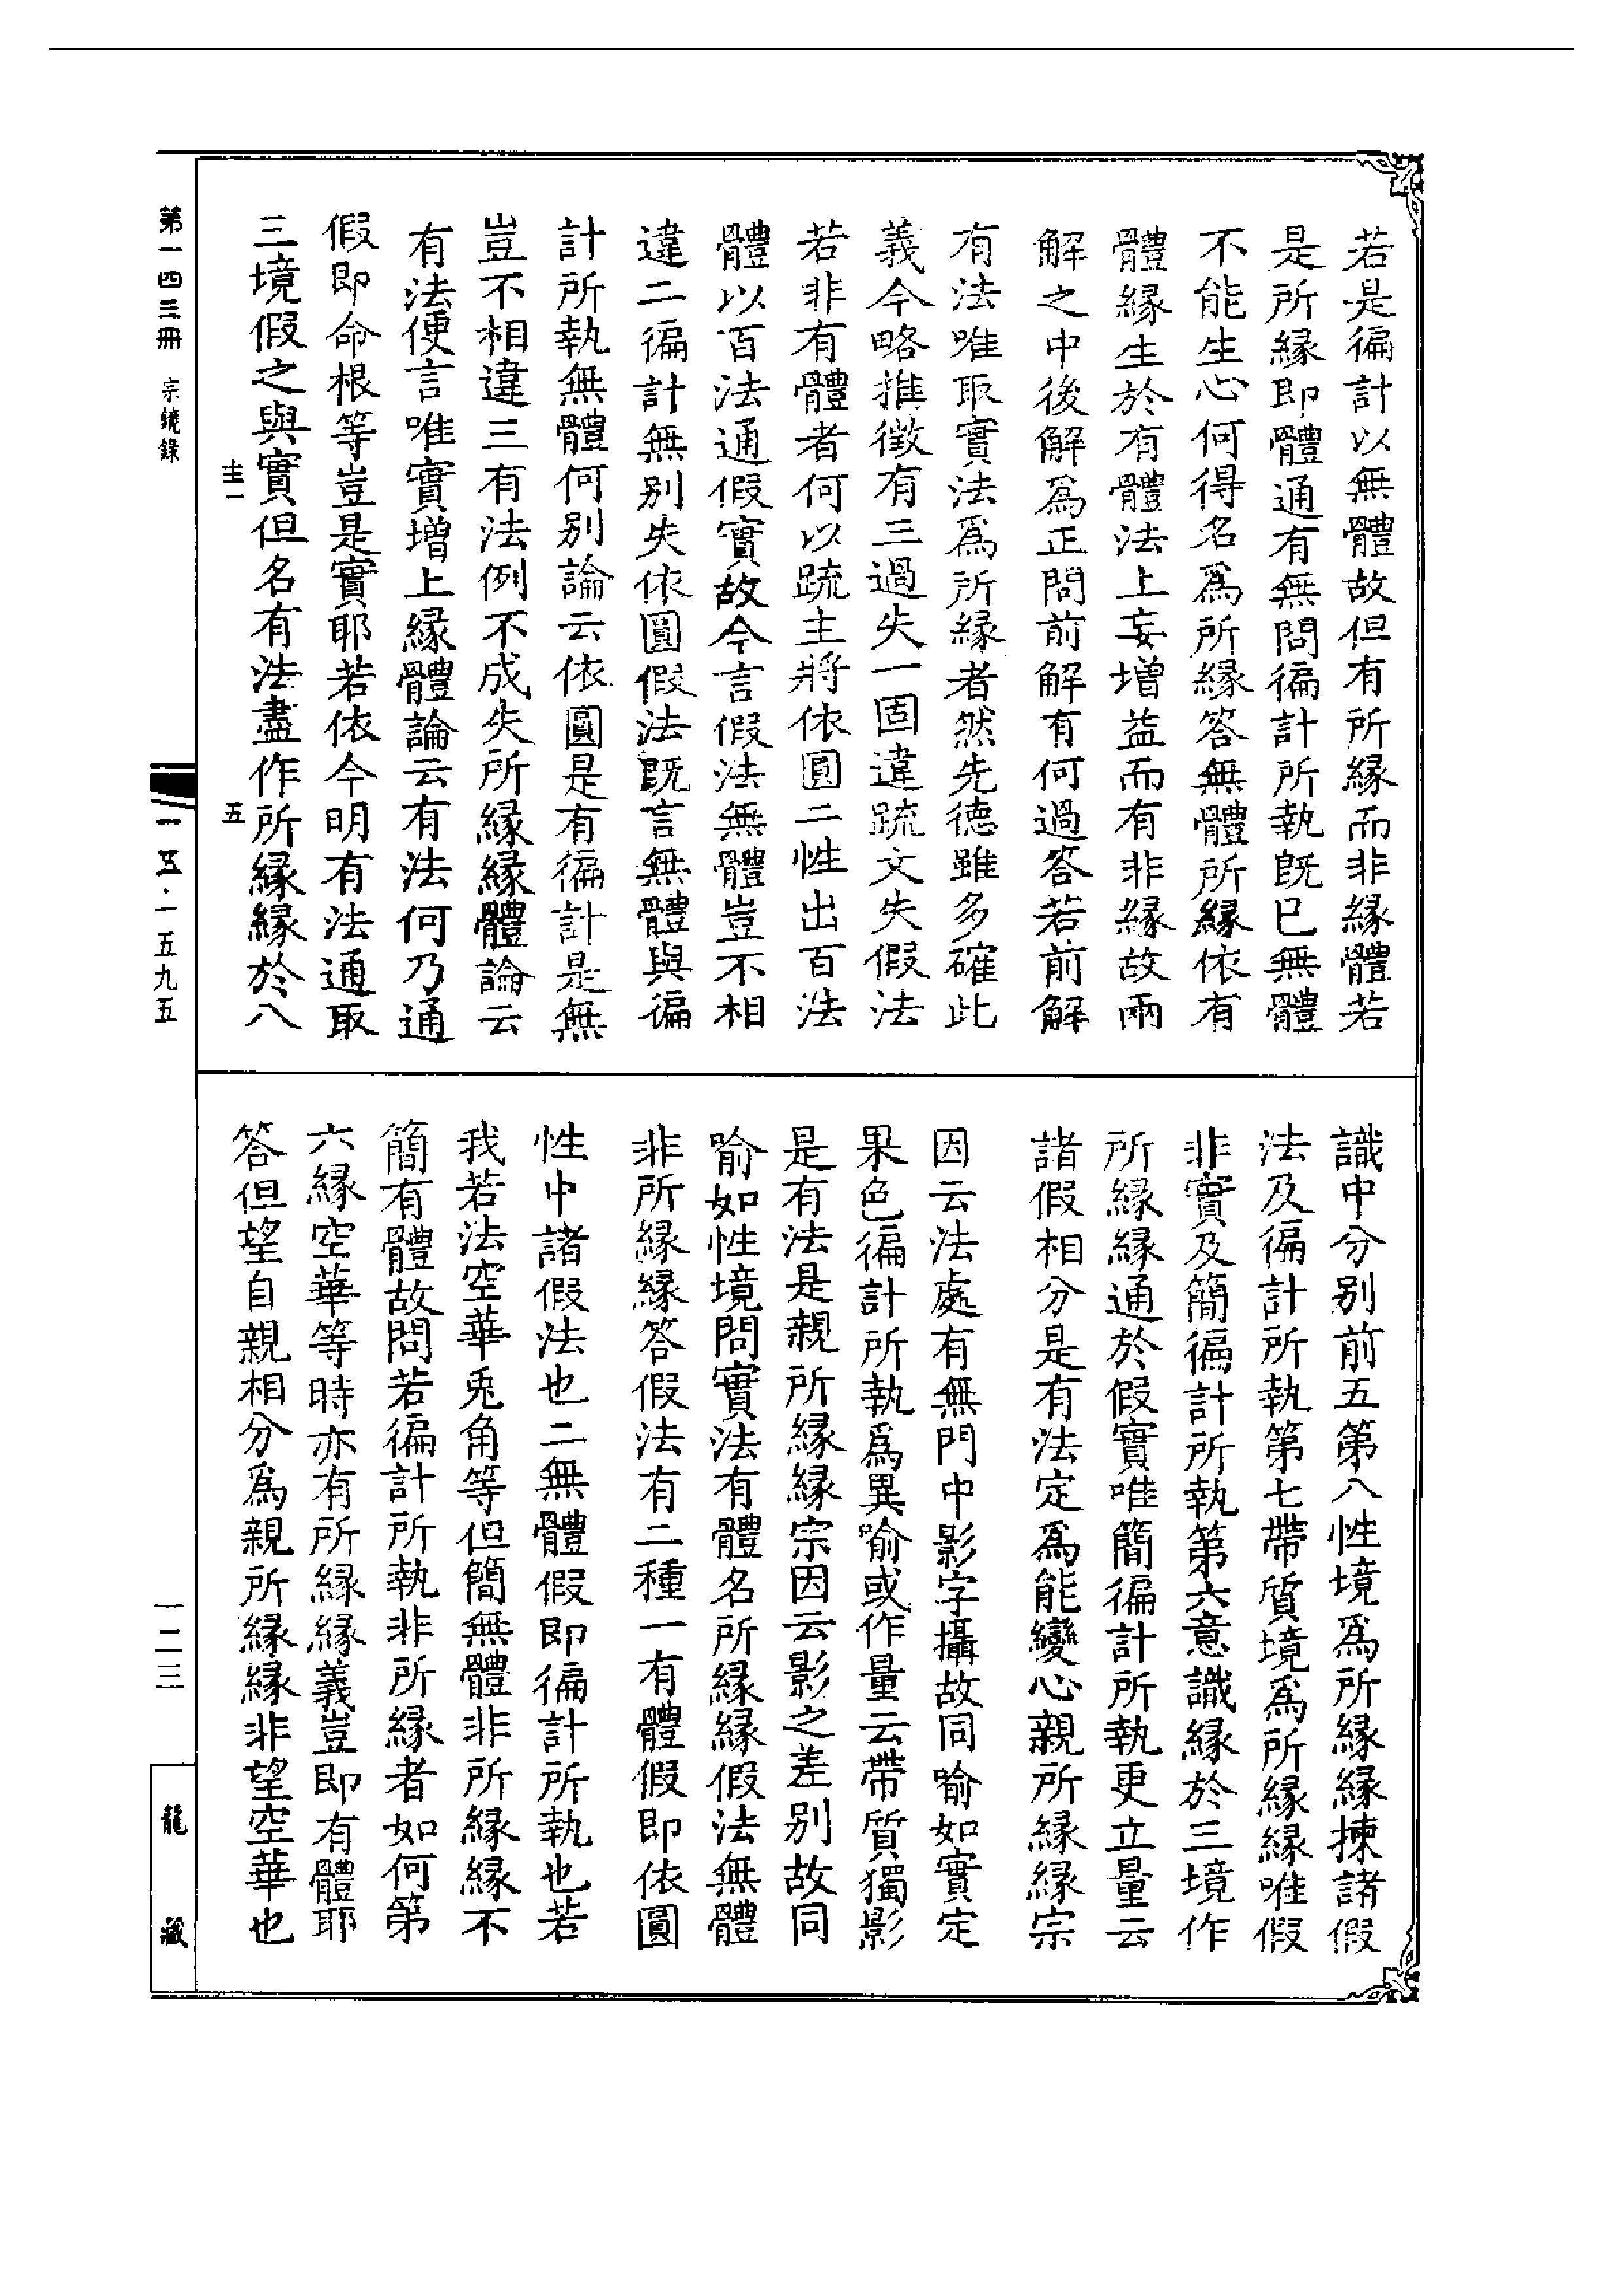 若是徧計以無體故但有所緣而非緣體若
是所緣即體通有無問徧計所執既已無體
不能生心何得名爲所緣答無體所緣依有
體緣生於有體法上妄增益而有非緣故兩
解之中後解爲正問前解有何過答若前解
有法唯取實法爲所緣者然先德雖多確此
義今略推徵有三過失一固違䟽文失假法
若非有體者何以䟽主將依圓二性出百法
體以百法通假實故今言假法無體豈不相
違二徧計無別失依圓假法既言無體與徧
計所執無體何別論云依圓是有徧計是無
豈不相違三有法例不成失所緣緣體論云
有法便言唯實增上緣體論云有法何乃通
假即命根等豈是實耶若依今明有法通取
三境假之與實但名有法盡作所緣緣於八
識中分別前五第八性境爲所緣緣揀諸假
法及徧計所執第七帶質境爲所緣緣唯假
非實及簡徧計所執第六意識緣於三境作
所緣緣通於假實唯簡徧計所執更立量云
諸假相分是有法定爲能變心親所緣緣宗
因云法處有無門中影字攝故同喻如實定
果色徧計所執爲異喻或作量云帶質獨影
是有法是親所緣緣宗因云影之差別故同
喻如性境問實法有體名所緣緣假法無體
非所緣緣答假法有二種一有體假即依圓
性中諸假法也二無體假即徧計所執也若
我若法空華兎角等但簡無體非所緣緣不
簡有體故問若徧計所執非所緣者如何第
六緣空華等時亦有所緣緣義豈即有體耶
答但望自親相分爲親所緣緣非望空華也
第一四三冊 宗鏡錄
圭一
五
一一五·一五九五
一二三
龍藏